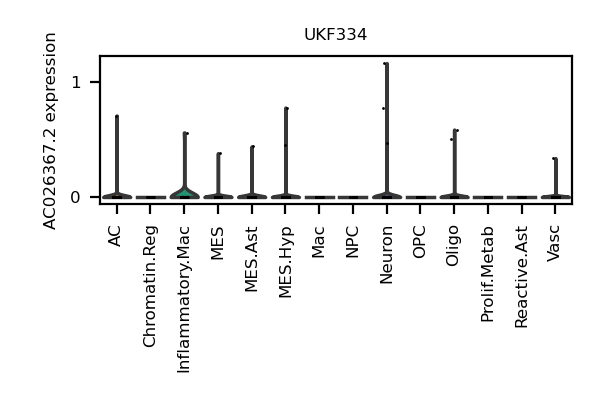 UKF334
AC026367.2 expression
1
0
AC
Chromatin.Reg
Inflammatory.Mac
MES
MES.Ast
MES.Hyp
Mac
NPC
Neuron
OPC
Oligo
Prolif.Metab
Reactive.Ast
Vasc